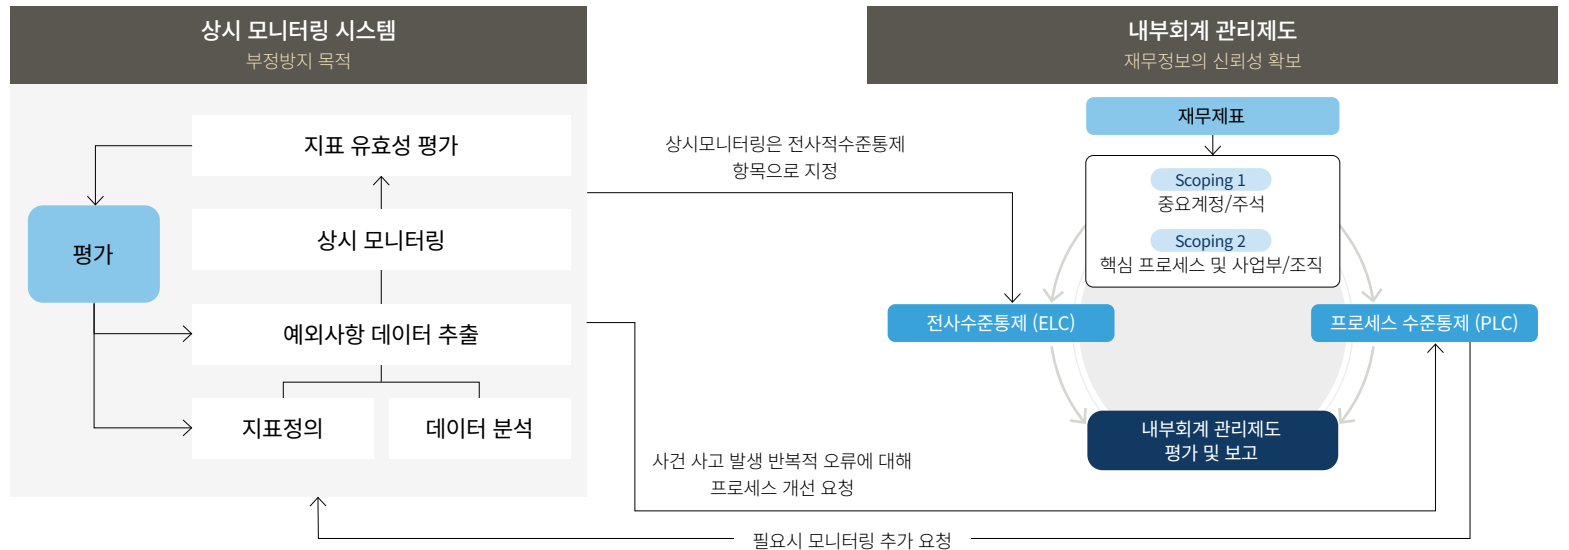 상시 모니터링 시스템
부정방지 목적
지표 유효성 평가
상시 모니터링
평가
예외사항 데이터 추출
지표정의
데이터 분석
상시모니터링은 전사적수준통제
항목으로 지정
사건 사고 발생 반복적 오류에 대해
프로세스 개선 요청
필요시 모니터링 추가 요청
내부회계 관리제도
재무정보의 신뢰성 확보
재무제표
Scoping 1
중요계정/주석
Scoping 2
핵심 프로세스 및 사업부/조직
전사수준통제 (ELC)
프로세스 수준통제 (PLC)
내부회계 관리제도
평가 및 보고